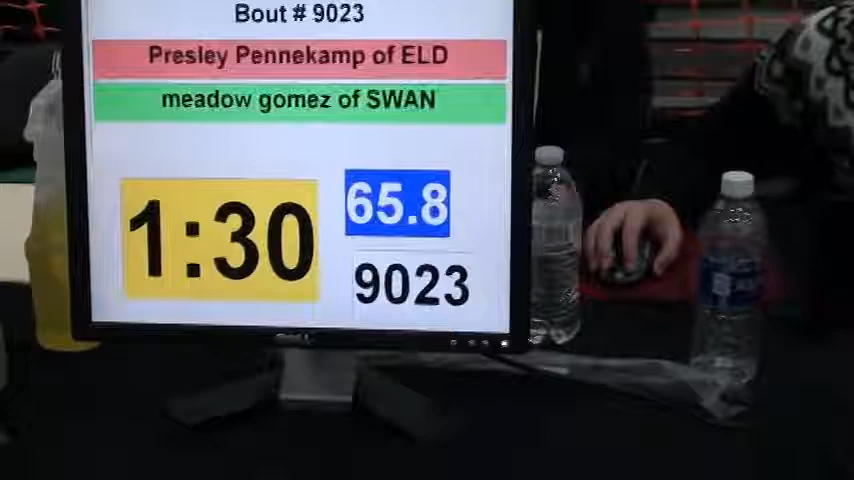 Bout # 9023
Presley Pennekamp of ELD
meadow gomez of SWAN
1:30
65.8
9023